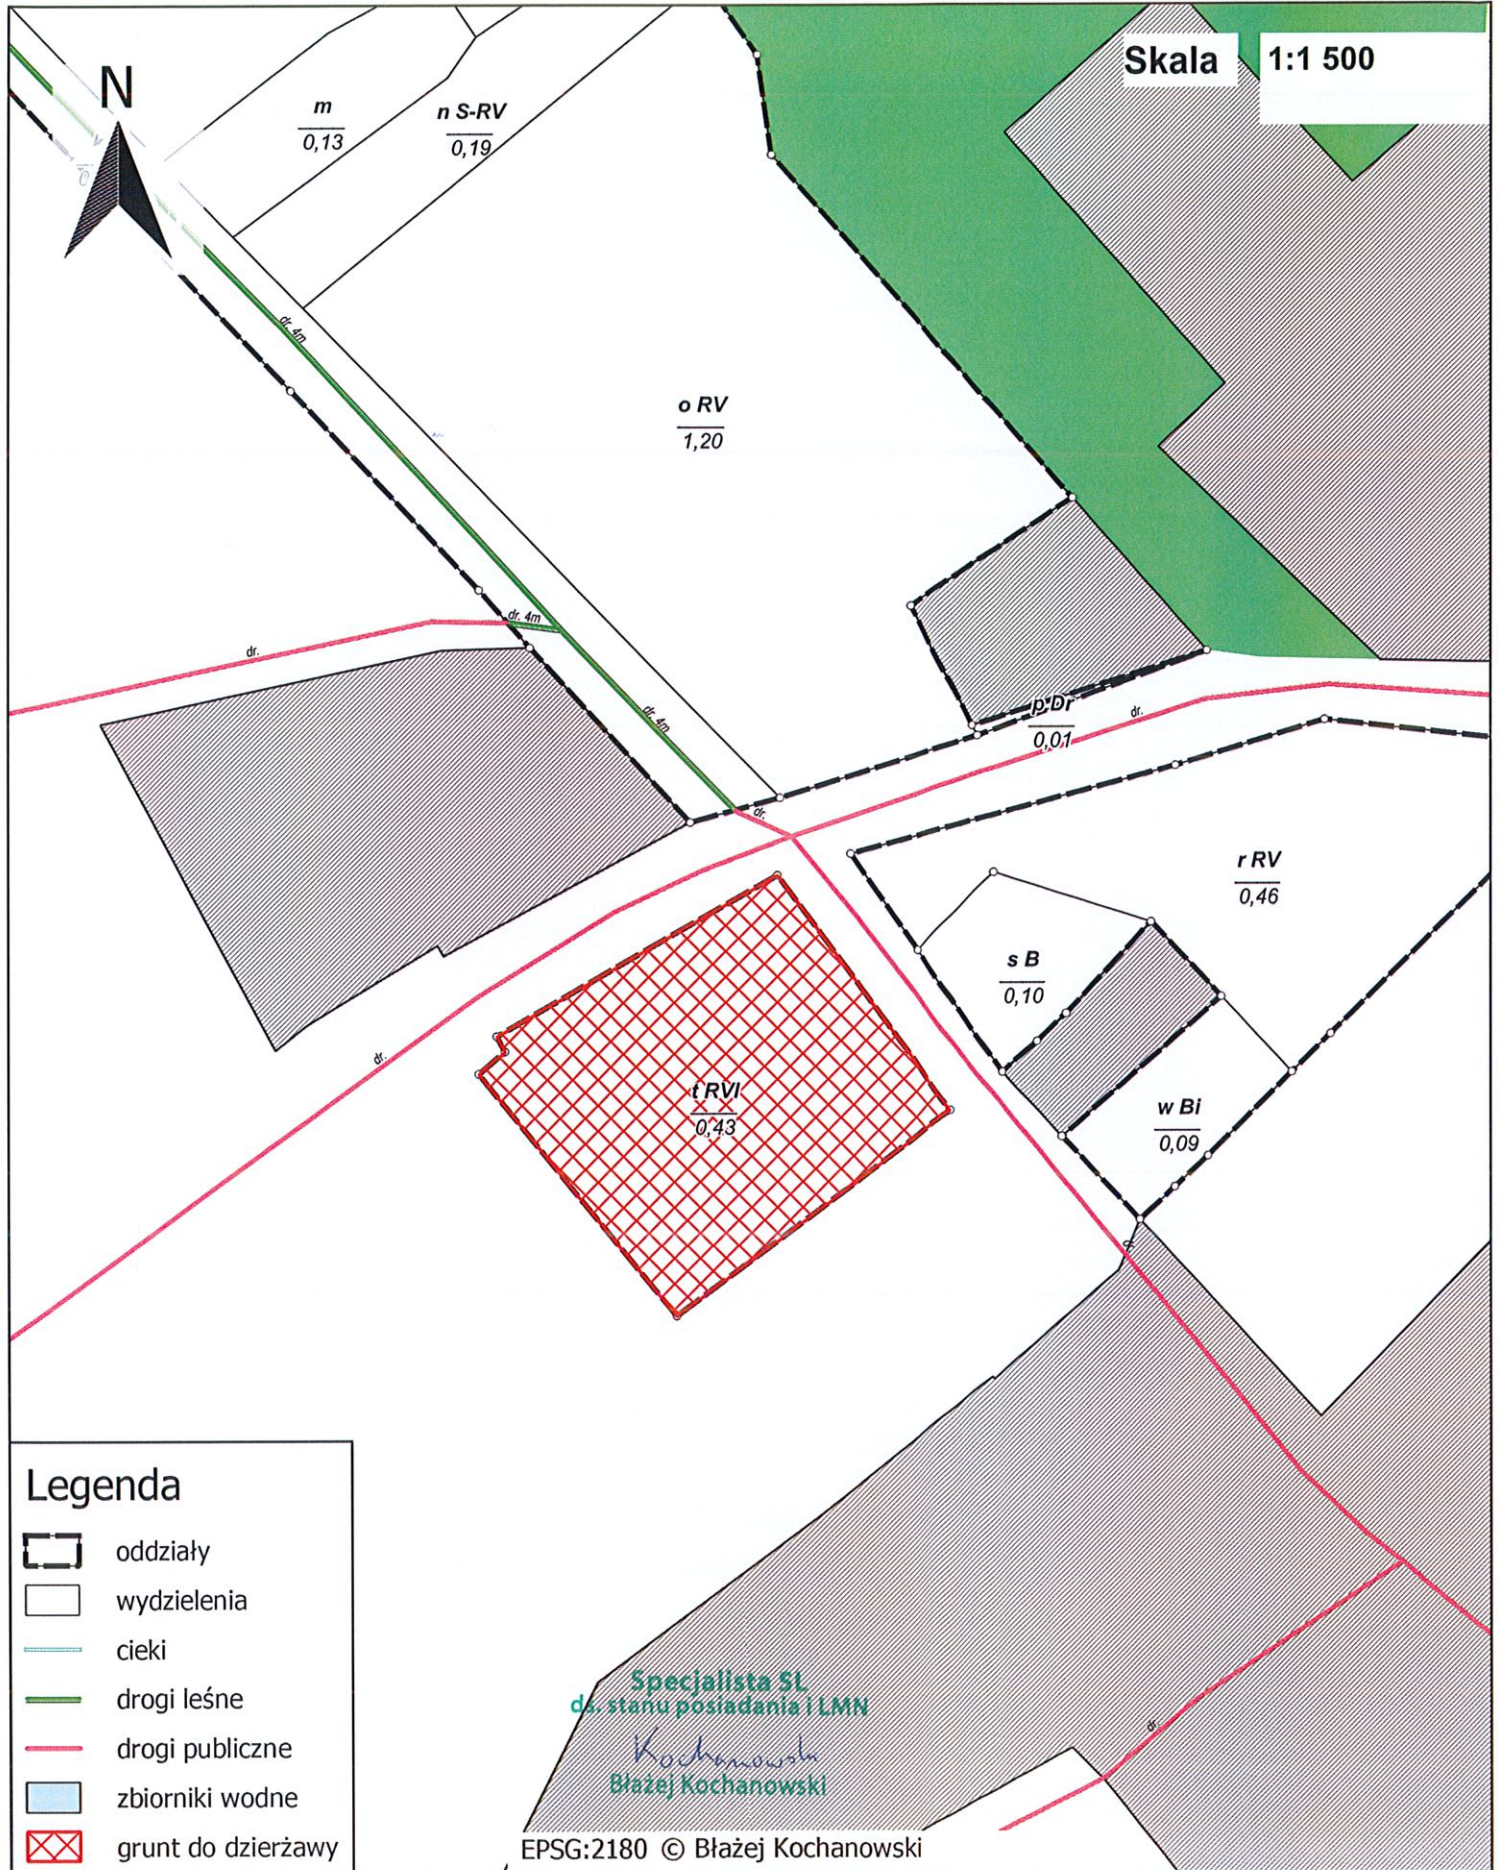 Skala 1:1 500
N
m
0,13
n S-RV
0,19
dr. 4m
o RV
1,20
dr. 4m
dr.
dr. 4m
p Dr
0,01
dr.
dr.
r RV
0,46
s B
0,10
dr.
t RVI
0,43
w Bi
0,09
Legenda
oddziały
wydzielenia
cieki
drogi leśne
drogi publiczne
zbiorniki wodne
grunt do dzierżawy
Specjalista SL
ds. stanu posiadania i LMN
Kochanowski
Błażej Kochanowski
dr.
EPSG:2180 © Błażej Kochanowski